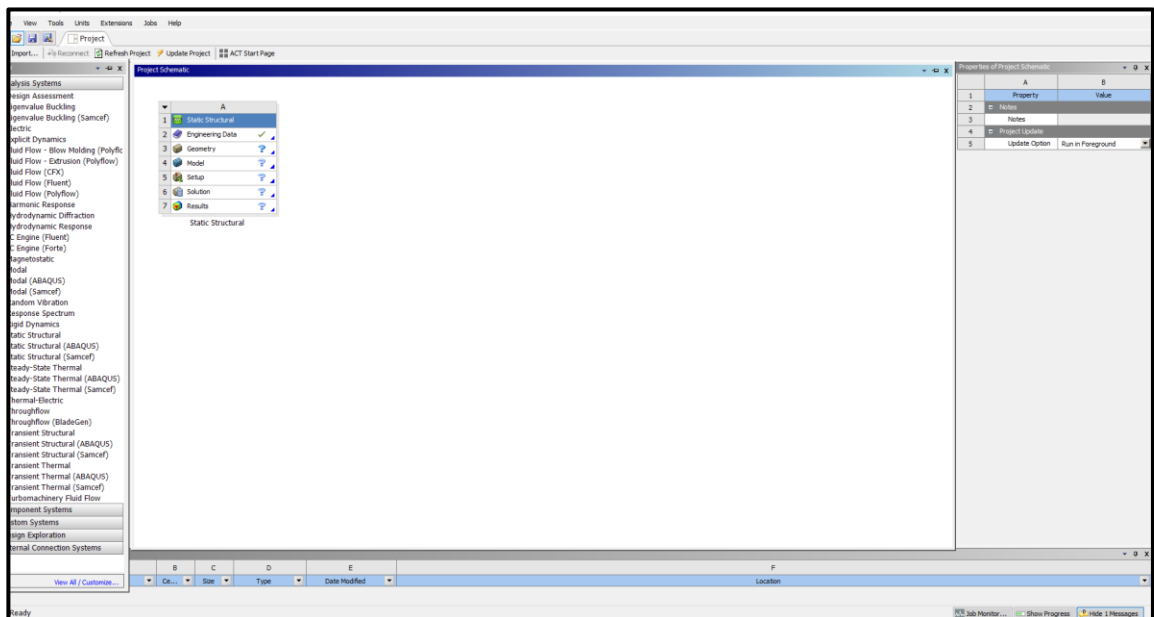 View Tools Units Extensions Jobs Help
Project
Import... Reconnect Refresh Project Update Project ACT Start Page
alysis Systems
esign Assessment
igenvalue Buckling
igenvalue Buckling (Samcef)
lectric
xplicit Dynamics
luid Flow - Blow Molding (Polyflc
luid Flow - Extrusion (Polyflow)
luid Flow (CFX)
luid Flow (Fluent)
luid Flow (Polyflow)
armonic Response
ydrodynamic Diffraction
ydrodynamic Response
C Engine (Fluent)
C Engine (Forte)
agnetostatic
odal
odal (ABAQUS)
odal (Samcef)
andom Vibration
esponse Spectrum
igid Dynamics
tatic Structural
tatic Structural (ABAQUS)
tatic Structural (Samcef)
teady-State Thermal
teady-State Thermal (ABAQUS)
teady-State Thermal (Samcef)
hermal-Electric
hroughflow
hroughflow (BladeGen)
ransient Structural
ransient Structural (ABAQUS)
ransient Structural (Samcef)
ransient Thermal
ransient Thermal (ABAQUS)
ransient Thermal (Samcef)
urbomachinery Fluid Flow
mponent Systems
stom Systems
sign Exploration
ternal Connection Systems
View All / Customize...
Project Schematic
A
1 Static Structural
2 Engineering Data
3 Geometry ?
4 Model ?
5 Setup ?
6 Solution ?
7 Results ?
Static Structural
Properties of Project Schematic
A B
1 Property Value
2 Notes
3 Notes
4 Project Update
5 Update Option Run in Foreground
B C D E F
Ce... Size Type Date Modified Location
Ready
Job Monitor... Show Progress Hide 1 Messages